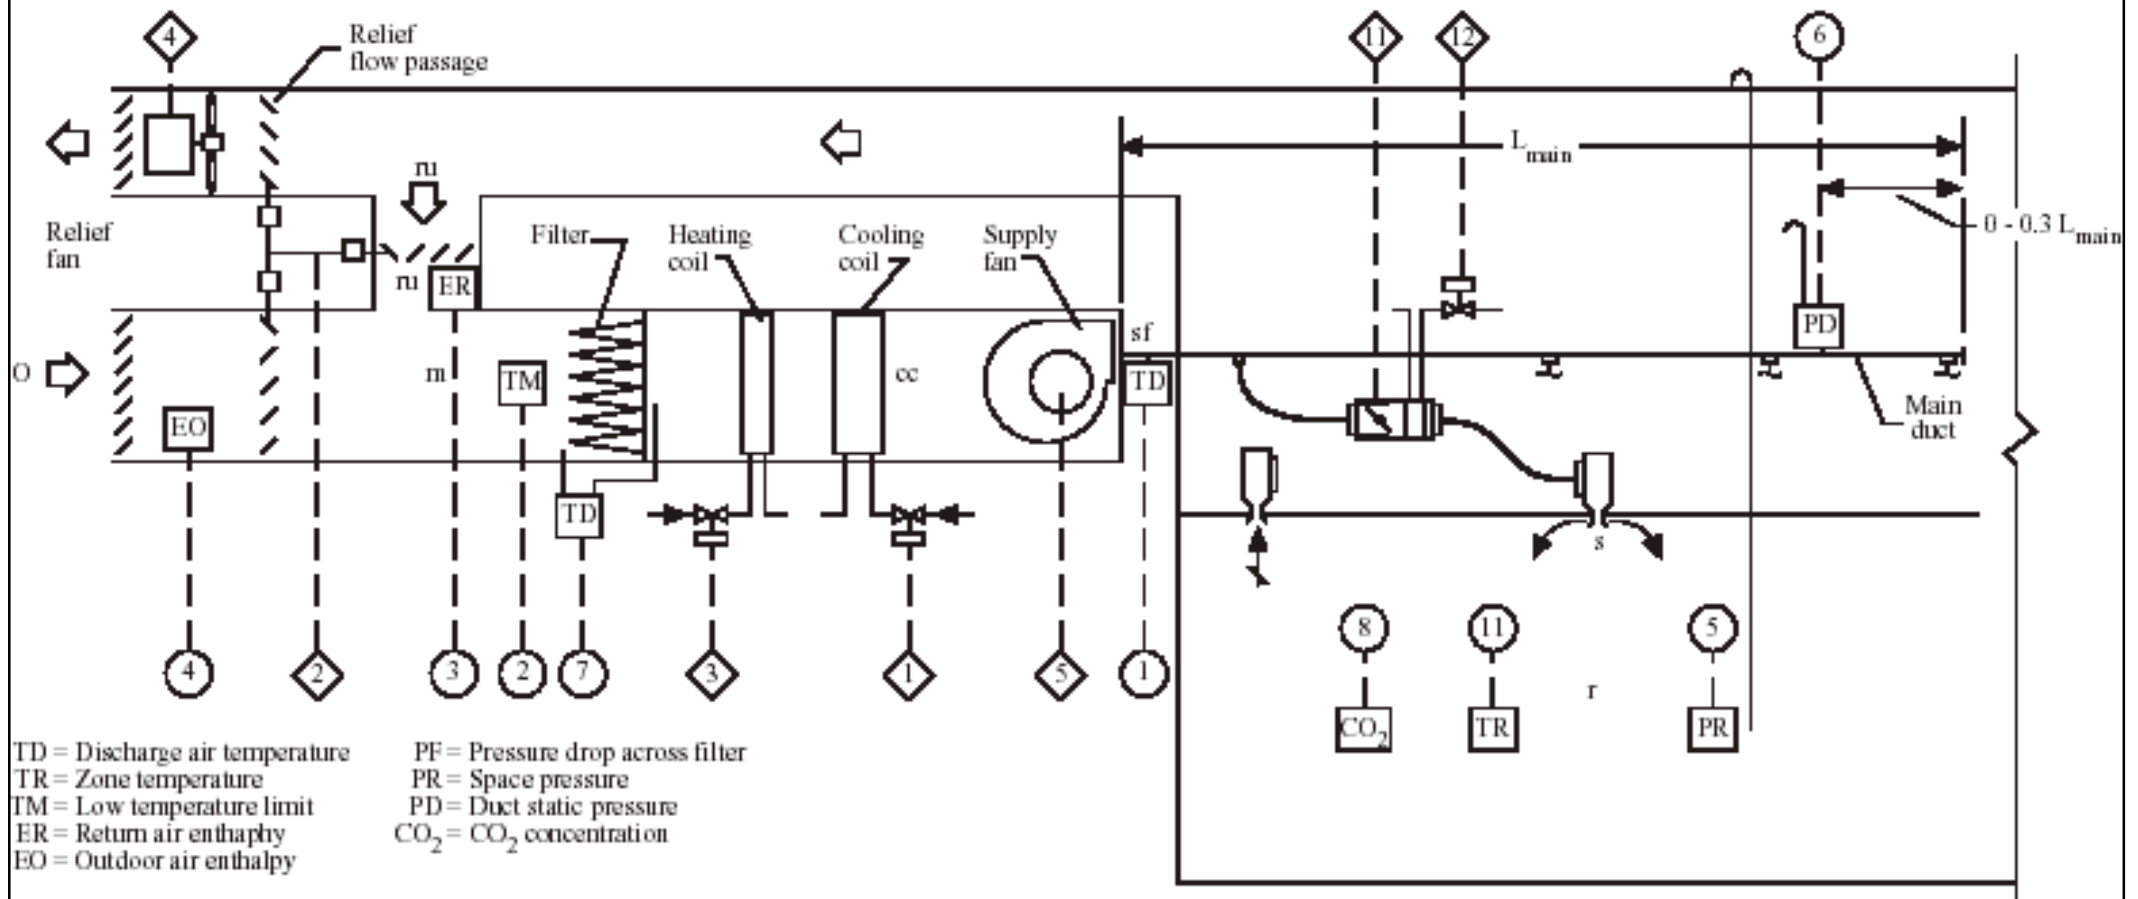 4
Relief
flow passage
11
12
6
L main
ru
0 - 0.3 L main
Relief
fan
Filter
Heating
coil
Cooling
coil
Supply
fan
ru
ER
PD
sf
O
m
TM
cc
TD
EO
Main
duct
TD
s
8
11
5
4
2
3
2
7
3
1
5
1
r
CO2
TR
PR
TD = Discharge air temperature
TR = Zone temperature
TM = Low temperature limit
ER = Return air enthaphy
EO = Outdoor air enthalpy
PF = Pressure drop across filter
PR = Space pressure
PD = Duct static pressure
CO2 = CO2 concentration